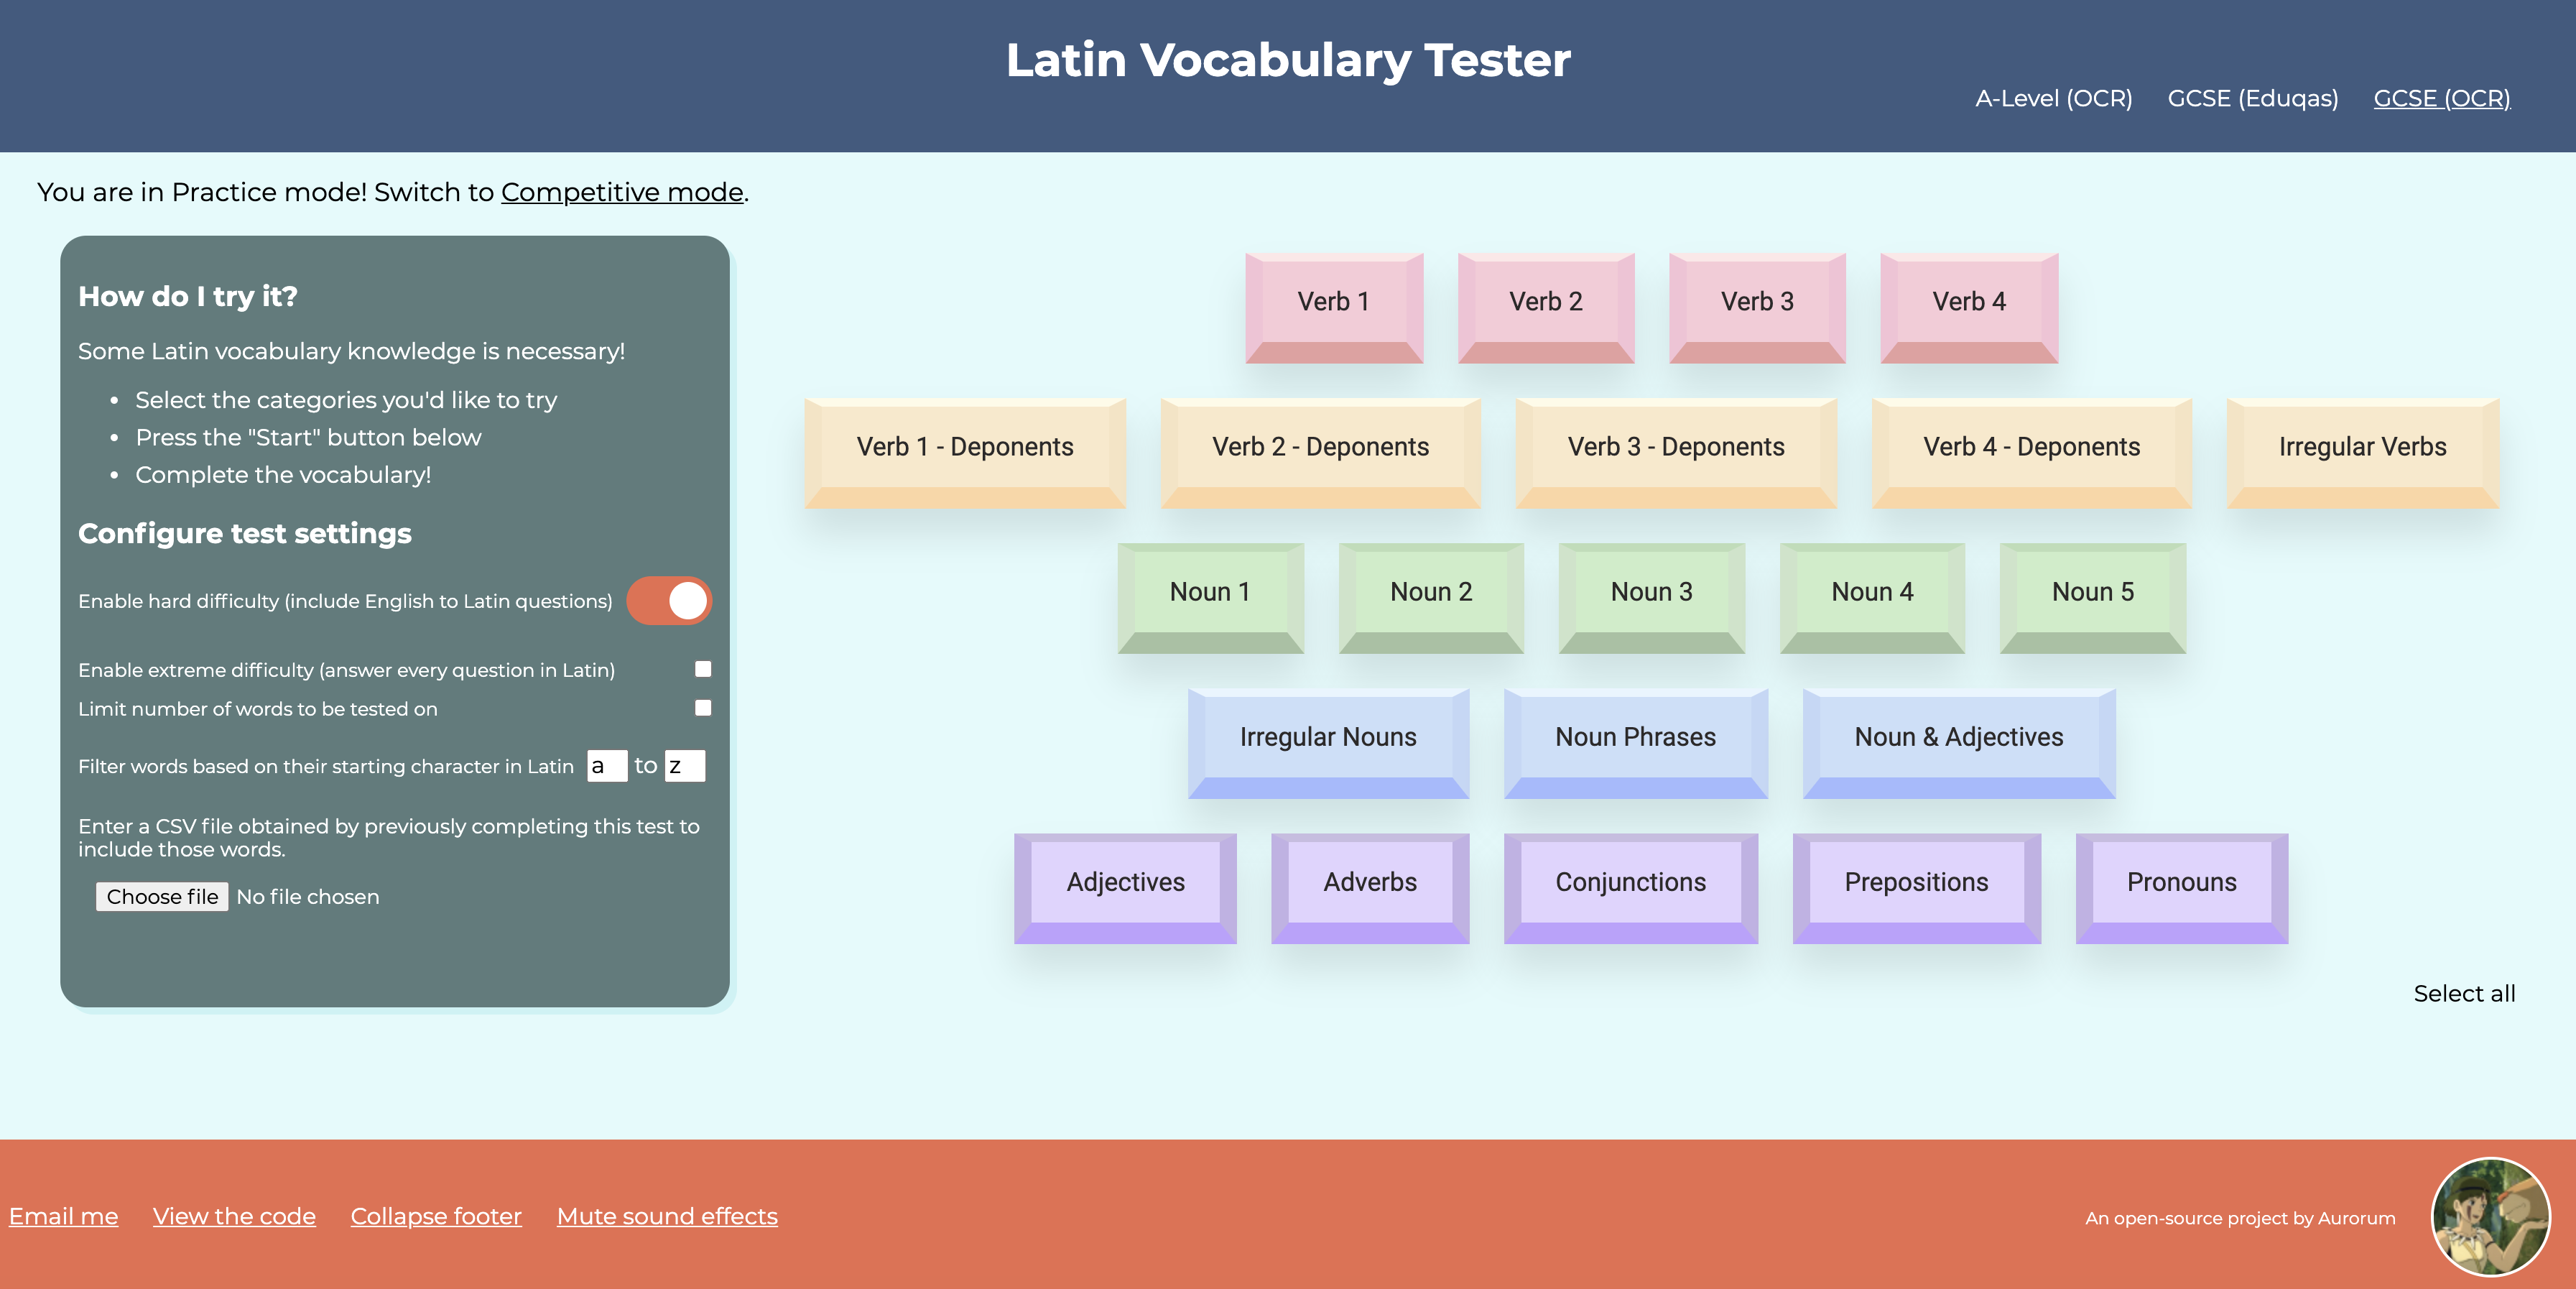 Latin Vocabulary Tester
A-Level (OCR) GCSE (Eduqas) GCSE (OCR)
You are in Practice mode! Switch to Competitive mode.
How do I try it?
Some Latin vocabulary knowledge is necessary!
• Select the categories you'd like to try
• Press the "Start" button below
• Complete the vocabulary!
Configure test settings
Enable hard difficulty (include English to Latin questions)
Enable extreme difficulty (answer every question in Latin)
Limit number of words to be tested on
Filter words based on their starting character in Latin a to z
Enter a CSV file obtained by previously completing this test to
include those words.
Choose file No file chosen
Verb 1 Verb 2 Verb 3 Verb 4
Verb 1 - Deponents Verb 2 - Deponents Verb 3 - Deponents Verb 4 - Deponents Irregular Verbs
Noun 1 Noun 2 Noun 3 Noun 4 Noun 5
Irregular Nouns Noun Phrases Noun & Adjectives
Adjectives Adverbs Conjunctions Prepositions Pronouns
Select all
Email me View the code Collapse footer Mute sound effects
An open-source project by Aurorum